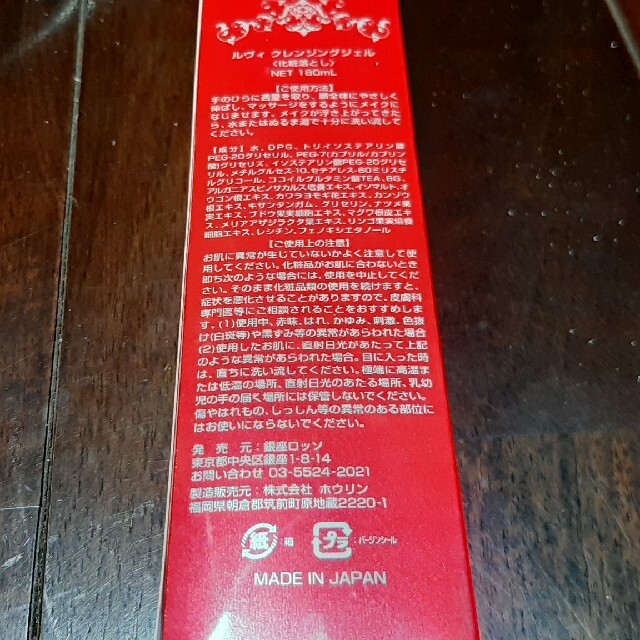 ルヴィ クレンジングジェル
〈化粧落とし〉
NET 180mL
【ご使用方法】
手のひらに適量を取り、顔全体にやさしく
伸ばし、マッサージをするようにメイクに
なじませます。メイクが浮き上がってきた
ら、水またはぬるま湯で十分に洗い流して
ください。
【成分】水、DPG、トリイソステアリン酸
PEG-20グリセリル、PEG-7(カプリル/カプリン
酸)グリセリズ、イソステアリン酸PEG-20グリセ
リル、メチルグルセス-10、セテアレス-60ミリスチ
ルグリコール、ココイルグルタミン酸TEA、BG、
アルガニアスピノサカルス培養エキス、イソマルト、オ
ウゴン根エキス、カワラヨモギ花エキス、カンゾウ
根エキス、キサンタンガム、グリセリン、ナツメ果
実エキス、ブドウ果実細胞エキス、マグワ根皮エキ
ス、メリアアザジラクタ葉エキス、リンゴ果実培養
細胞エキス、レシチン、フェノキシエタノール
【ご使用上の注意】
お肌に異常が生じていないかよく注意して使
用してください。化粧品がお肌に合わないとき
即ち次のような場合には、使用を中止してくだ
さい。そのまま化粧品類の使用を続けますと、
症状を悪化させることがありますので、皮膚科
専門医等にご相談されることをおすすめしま
す。(1)使用中、赤味、はれ、かゆみ、刺激、色抜
け(白斑等)や黒ずみ等の異常があらわれた場合
(2)使用したお肌に、直射日光があたって上記
のような異常があらわれた場合。目に入った時
は、直ちに洗い流してください。極端に高温ま
たは低温の場所、直射日光のあたる場所、乳幼
児の手の届く場所には保管しないでください。
傷やはれもの、しっしん等の異常のある部位に
はお使いにならないでください。
発 売 元：銀座ロッソ
東京都中央区銀座1-8-14
お問い合わせ 03-5524-2021
製造販売元：株式会社 ホウリン
福岡県朝倉郡筑前町原地蔵2220-1
紙 :箱 プラ :バージンシール
MADE IN JAPAN